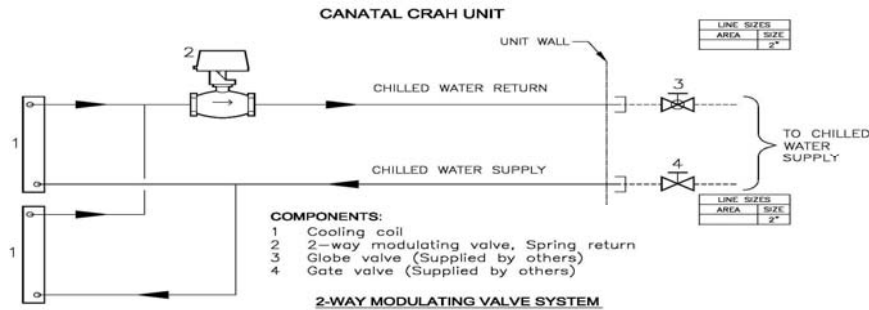 CANATAL CRAH UNIT
LINE SIZES
AREA SIZE
2"
UNIT WALL
2
CHILLED WATER RETURN
3
1
TO CHILLED
WATER
SUPPLY
CHILLED WATER SUPPLY
4
LINE SIZES
AREA SIZE
2"
1
COMPONENTS:
1 Cooling coil
2 2-way modulating valve, Spring return
3 Globe valve (Supplied by others)
4 Gate valve (Supplied by others)
2-WAY MODULATING VALVE SYSTEM